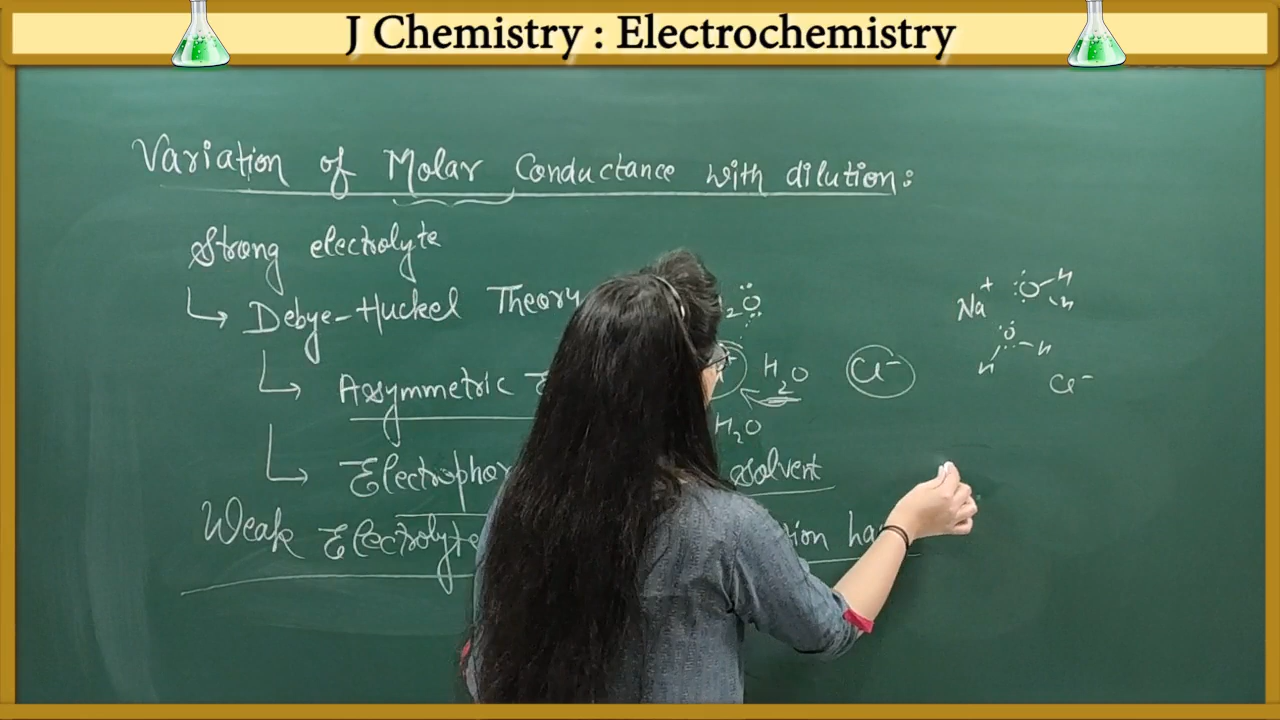 J Chemistry : Electrochemistry
Variation of Molar Conductance with dilution:
Strong electrolyte
Debye-Huckel Theory
Asymmetric
Electrophor
solvent
Weak Electrolyte
2O
H2O
H2O
Cl-
Na+
O H
H
O
H H
Cl-